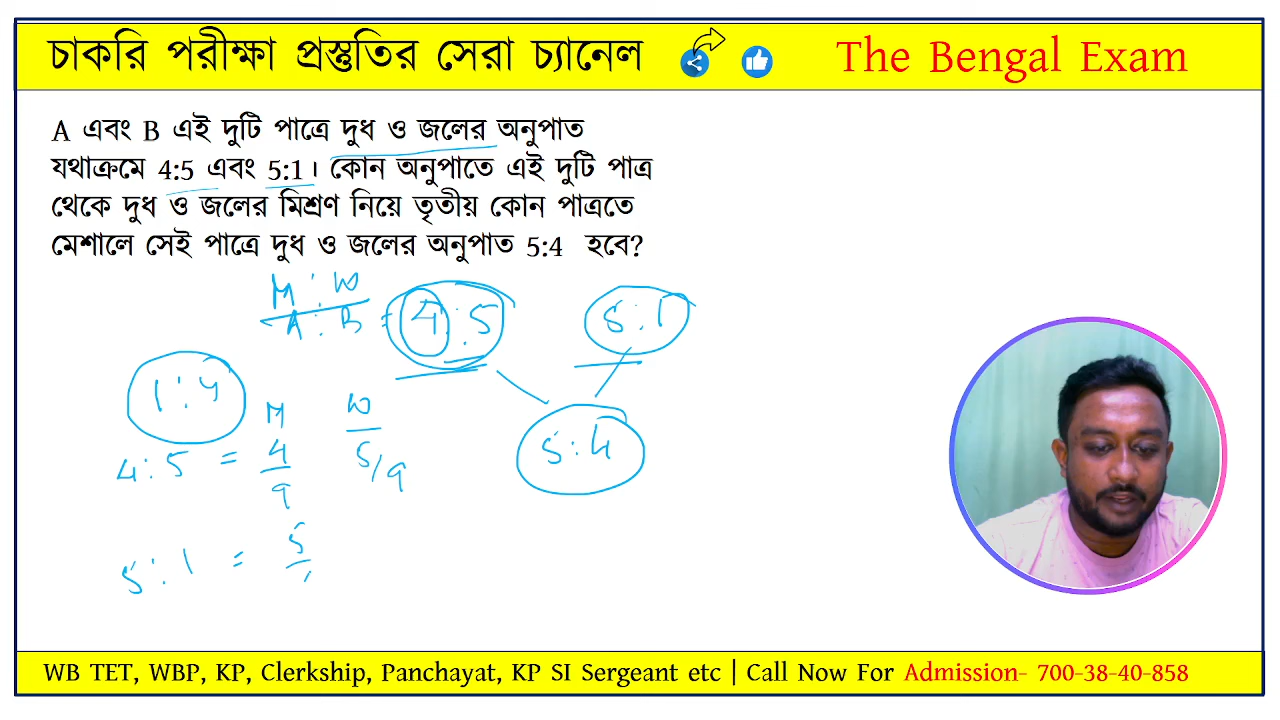 চাকরি পরীক্ষা প্রস্তুতির সেরা চ্যানেল The Bengal Exam
A এবং B এই দুটি পাত্রে দুধ ও জলের অনুপাত
যথাক্রমে 4:5 এবং 5:1। কোন অনুপাতে এই দুটি পাত্র
থেকে দুধ ও জলের মিশ্রণ নিয়ে তৃতীয় কোন পাত্রতে
মেশালে সেই পাত্রে দুধ ও জলের অনুপাত 5:4 হবে?
M : W
A : B = 4 : 5 5 : 1
1 : 4
M W
4 : 5 = 4/9 5/9 5 : 4
5 : 1 = 5/
WB TET, WBP, KP, Clerkship, Panchayat, KP SI Sergeant etc | Call Now For Admission- 700-38-40-858